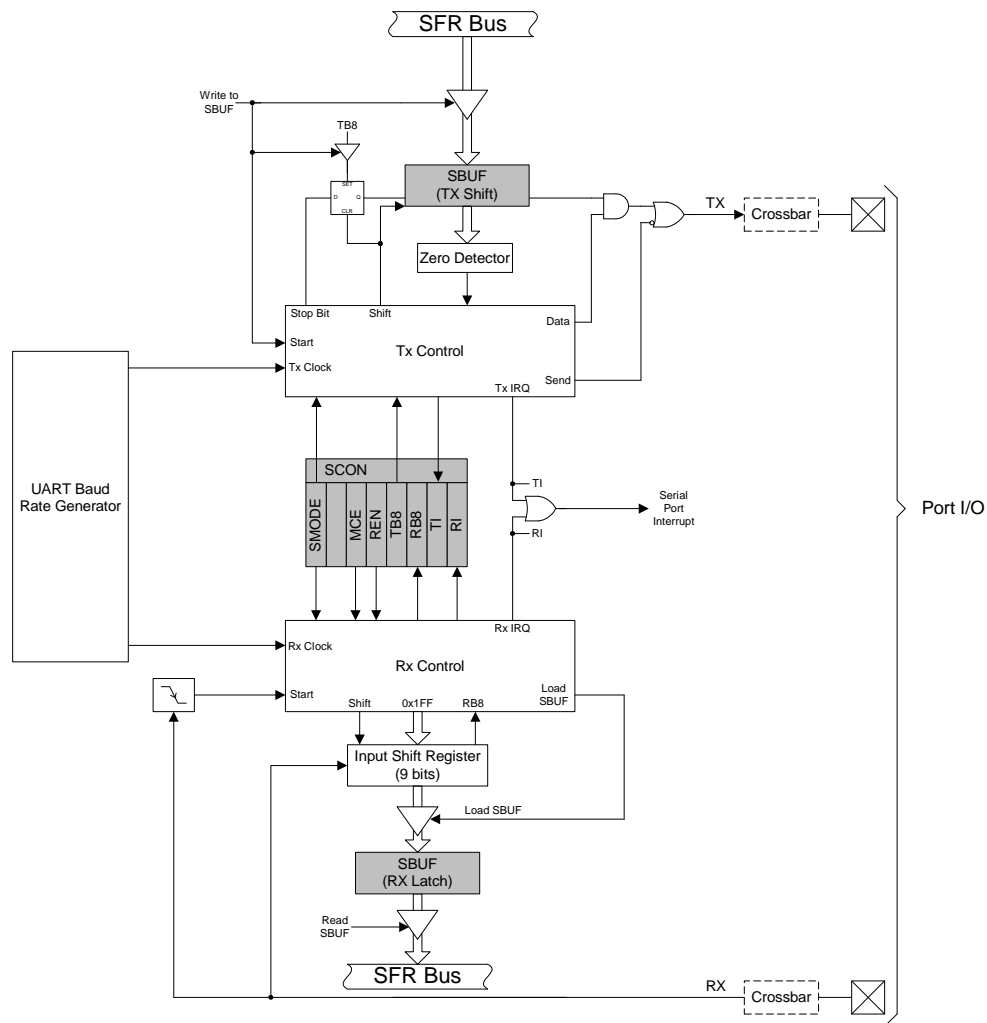 SFR Bus
Write to
SBUF
TB8
SET
D
Q
CLR
SBUF
(TX Shift)
TX
Crossbar
Zero Detector
Stop Bit
Shift
Data
Start
Tx Control
Tx Clock
Send
Tx IRQ
UART Baud
Rate Generator
SCON
SMODE
MCE
REN
TB8
RB8
TI
RI
TI
Serial
Port
Interrupt
RI
Port I/O
Rx IRQ
Rx Clock
Rx Control
Start
Load
SBUF
Shift
0x1FF
RB8
Input Shift Register
(9 bits)
Load SBUF
SBUF
(RX Latch)
Read
SBUF
SFR Bus
RX
Crossbar